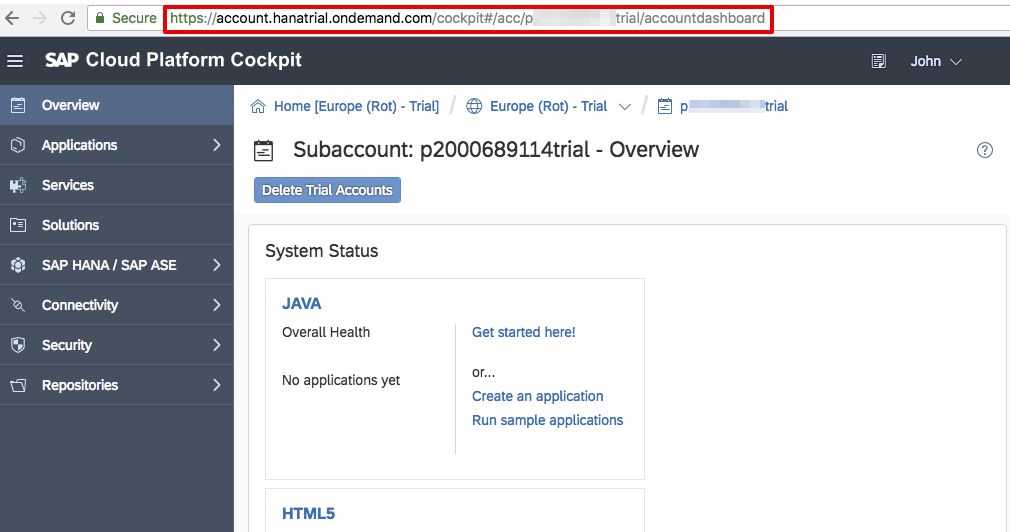 Secure https://account.hanatrial.ondemand.com/cockpit#/acc/p trial/accountdashboard
SAP Cloud Platform Cockpit
John
Overview
Applications
Services
Solutions
SAP HANA / SAP ASE
Connectivity
Security
Repositories
Home [Europe (Rot) - Trial] / Europe (Rot) - Trial / p trial
Subaccount: p2000689114trial - Overview
Delete Trial Accounts
System Status
JAVA
Overall Health
Get started here!
No applications yet
or...
Create an application
Run sample applications
HTML5